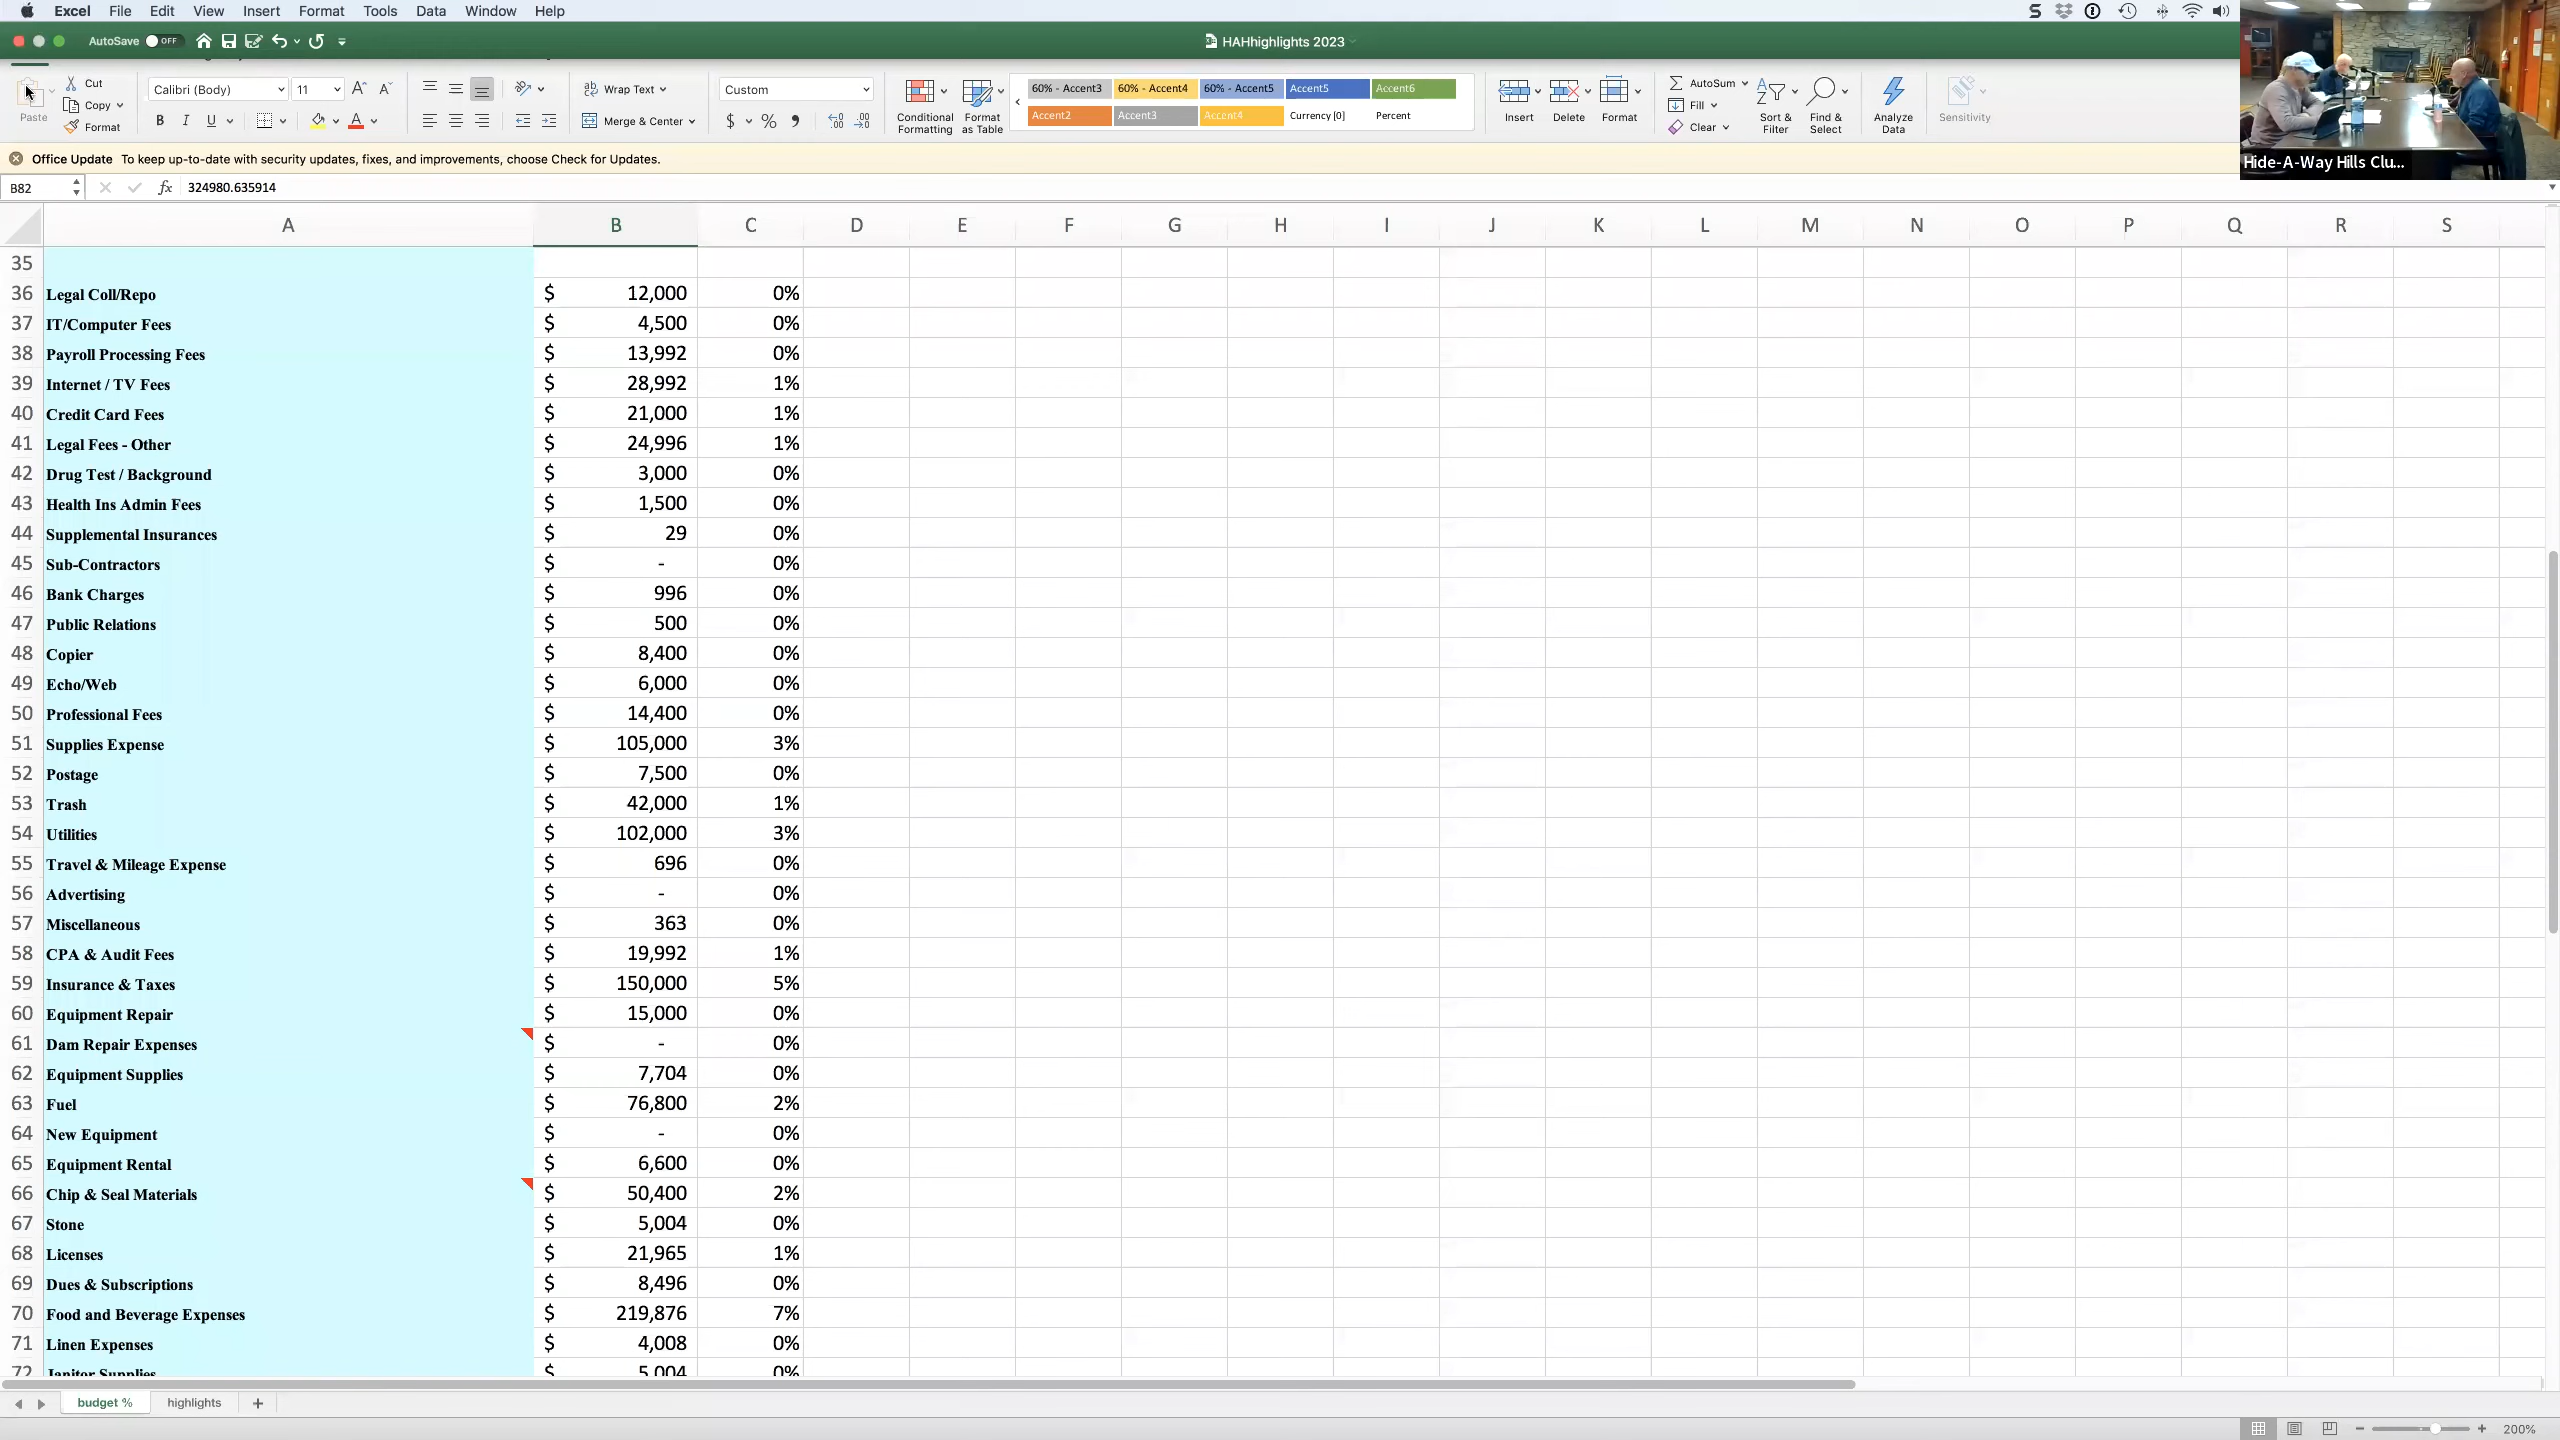 Excel File Edit View Insert Format Tools Data Window Help
AutoSave OFF HAHhighlights 2023
Paste Cut Copy Format
Calibri (Body) 11
B I U
Wrap Text
Merge & Center
Custom
$ %
Conditional Formatting
Format as Table
60% - Accent3 60% - Accent4 60% - Accent5 Accent5 Accent6
Accent2 Accent3 Accent4 Currency [0] Percent
Insert Delete Format
AutoSum
Fill
Clear
Sort & Filter
Find & Select
Analyze Data
Sensitivity
Hide-A-Way Hills Clu...
Office Update To keep up-to-date with security updates, fixes, and improvements, choose Check for Updates.
B82 fx 324980.635914
A B C D E F G H I J K L M N O P Q R S
35
36 Legal Coll/Repo $ 12,000 0%
37 IT/Computer Fees $ 4,500 0%
38 Payroll Processing Fees $ 13,992 0%
39 Internet / TV Fees $ 28,992 1%
40 Credit Card Fees $ 21,000 1%
41 Legal Fees - Other $ 24,996 1%
42 Drug Test / Background $ 3,000 0%
43 Health Ins Admin Fees $ 1,500 0%
44 Supplemental Insurances $ 29 0%
45 Sub-Contractors $ - 0%
46 Bank Charges $ 996 0%
47 Public Relations $ 500 0%
48 Copier $ 8,400 0%
49 Echo/Web $ 6,000 0%
50 Professional Fees $ 14,400 0%
51 Supplies Expense $ 105,000 3%
52 Postage $ 7,500 0%
53 Trash $ 42,000 1%
54 Utilities $ 102,000 3%
55 Travel & Mileage Expense $ 696 0%
56 Advertising $ - 0%
57 Miscellaneous $ 363 0%
58 CPA & Audit Fees $ 19,992 1%
59 Insurance & Taxes $ 150,000 5%
60 Equipment Repair $ 15,000 0%
61 Dam Repair Expenses $ - 0%
62 Equipment Supplies $ 7,704 0%
63 Fuel $ 76,800 2%
64 New Equipment $ - 0%
65 Equipment Rental $ 6,600 0%
66 Chip & Seal Materials $ 50,400 2%
67 Stone $ 5,004 0%
68 Licenses $ 21,965 1%
69 Dues & Subscriptions $ 8,496 0%
70 Food and Beverage Expenses $ 219,876 7%
71 Linen Expenses $ 4,008 0%
72 Janitor Supplies $ 5,004 0%
budget % highlights +
200%